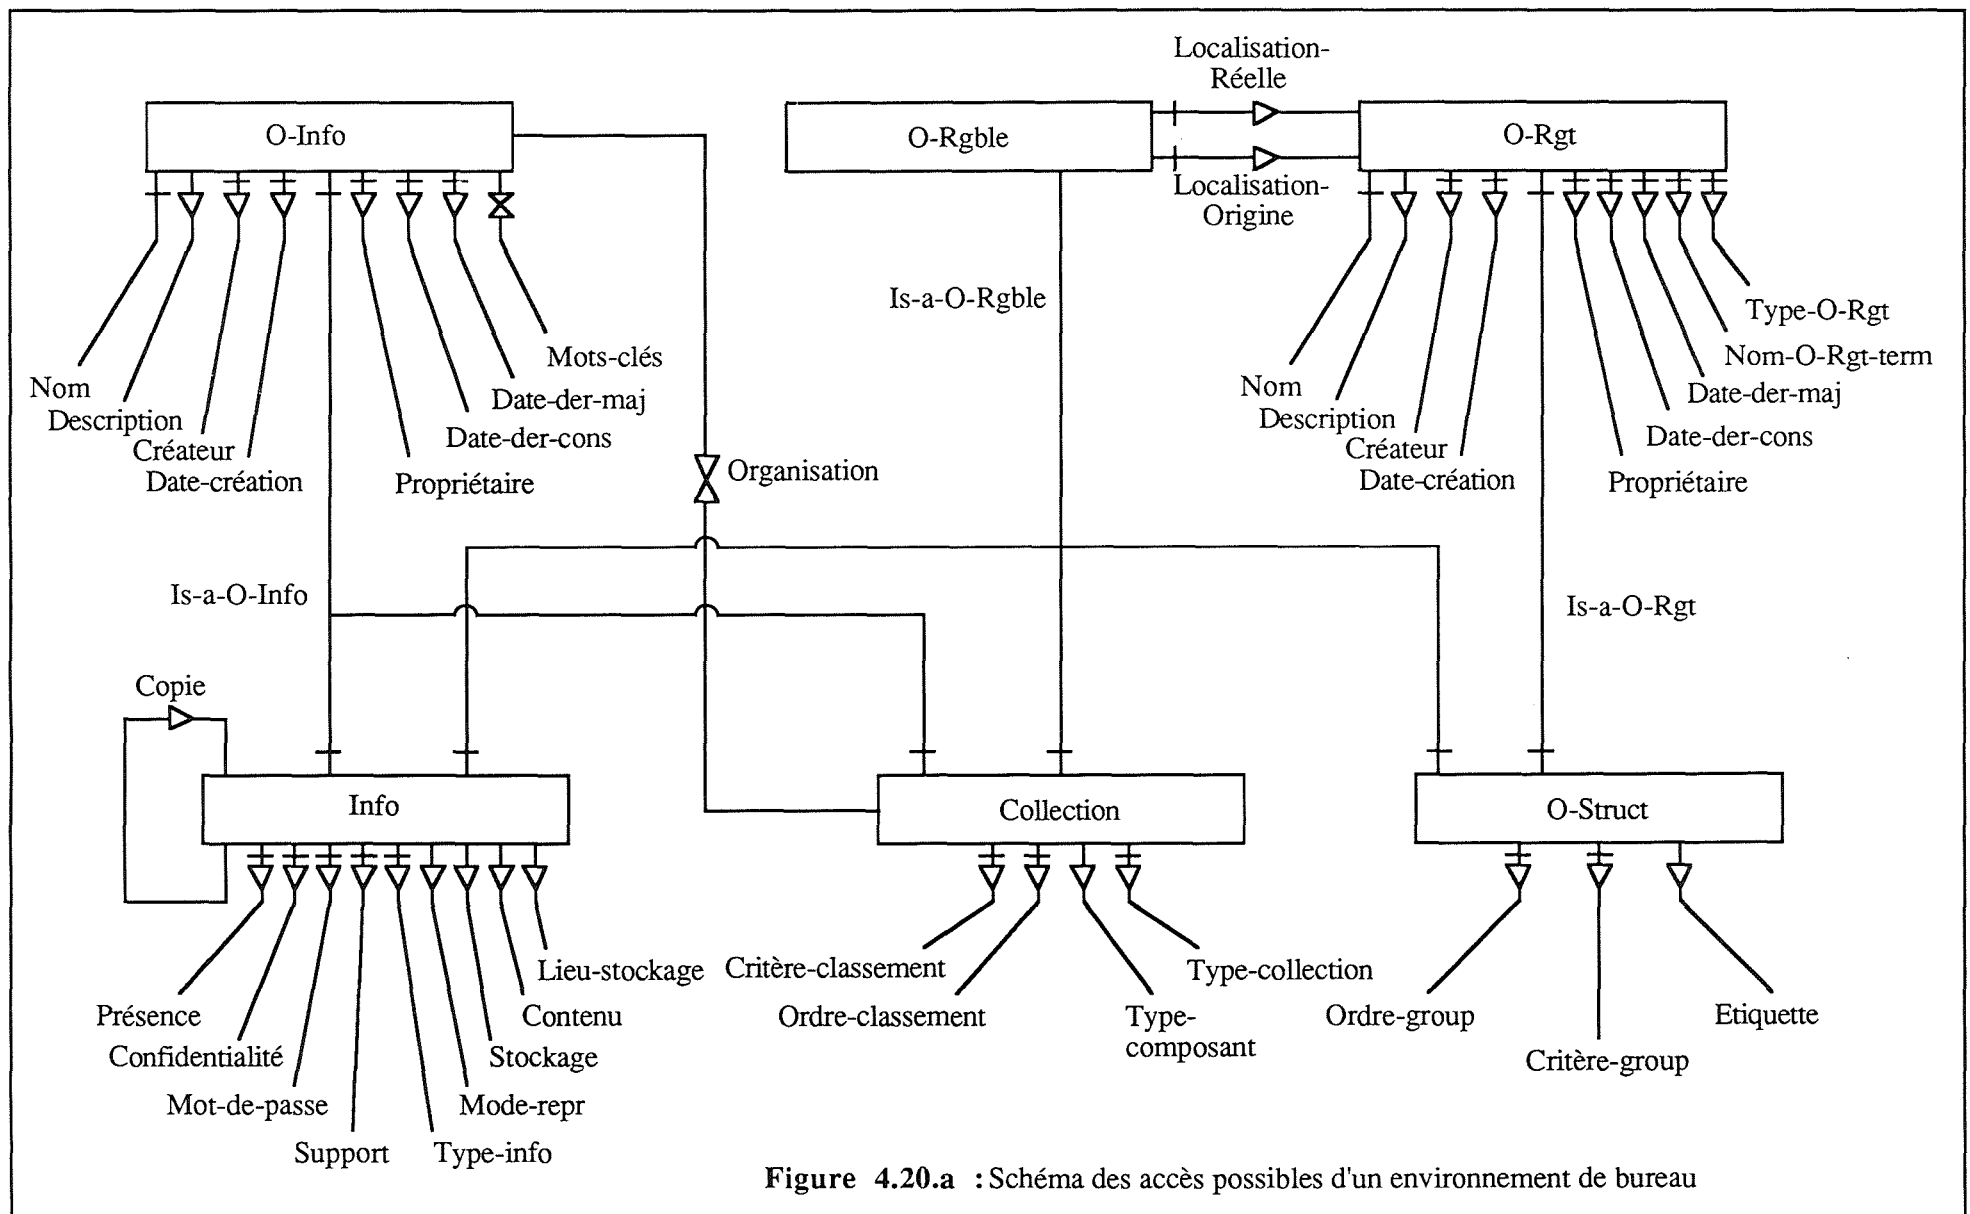 Localisation-
Réelle
O-Info
O-Rgble
O-Rgt
Localisation-
Origine
Is-a-O-Rgble
Mots-clés
Nom
Date-der-maj
Description
Date-der-cons
Créateur
Date-création
Propriétaire
Organisation
Type-O-Rgt
Nom-O-Rgt-term
Nom
Date-der-maj
Description
Date-der-cons
Créateur
Date-création
Propriétaire
Is-a-O-Info
Is-a-O-Rgt
Copie
Info
Collection
O-Struct
Lieu-stockage
Présence
Contenu
Confidentialité
Stockage
Mot-de-passe
Mode-repr
Support
Type-info
Critère-classement
Type-collection
Ordre-classement
Type-
composant
Ordre-group
Etiquette
Critère-group
Figure 4.20.a : Schéma des accès possibles d'un environnement de bureau